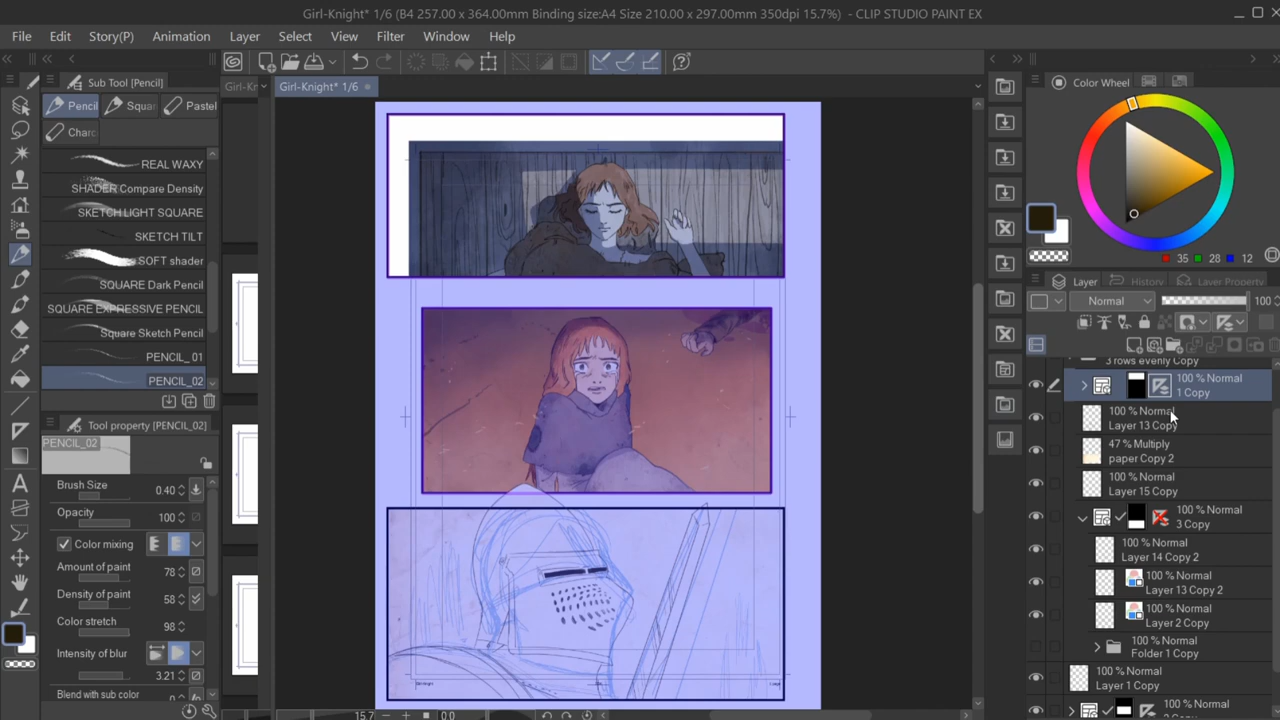 Girl-Knight* 1/6 (B4 257.00 x 364.00mm Binding size:A4 Size 210.00 x 297.00mm 350dpi 15.7%) - CLIP STUDIO PAINT EX
File Edit Story(P) Animation Layer Select View Filter Window Help
Sub Tool [Pencil]
Pencil Squar Pastel
Charc
REAL WAXY
SHADER Compare Density
SKETCH LIGHT SQUARE
SKETCH TILT
SOFT shader
SQUARE Dark Pencil
SQUARE EXPRESSIVE PENCIL
Square Sketch Pencil
PENCIL_01
PENCIL_02
Tool property [PENCIL_02]
PENCIL_02
Brush Size 0.40
Opacity 100
Color mixing
Amount of paint 78
Density of paint 58
Color stretch 98
Intensity of blur
3.21
Blend with sub color
Girl-Kr
Girl-Knight* 1/6
15.7
0.0
Color Wheel
35 28 12
Layer History Layer Property
Normal 100
3 rows evenly Copy
100 % Normal
1 Copy
100 % Normal
Layer 13 Copy
47 % Multiply
paper Copy 2
100 % Normal
Layer 15 Copy
100 % Normal
3 Copy
100 % Normal
Layer 14 Copy 2
100 % Normal
Layer 13 Copy 2
100 % Normal
Layer 2 Copy
100 % Normal
Folder 1 Copy
100 % Normal
Layer 1 Copy
100 % Normal